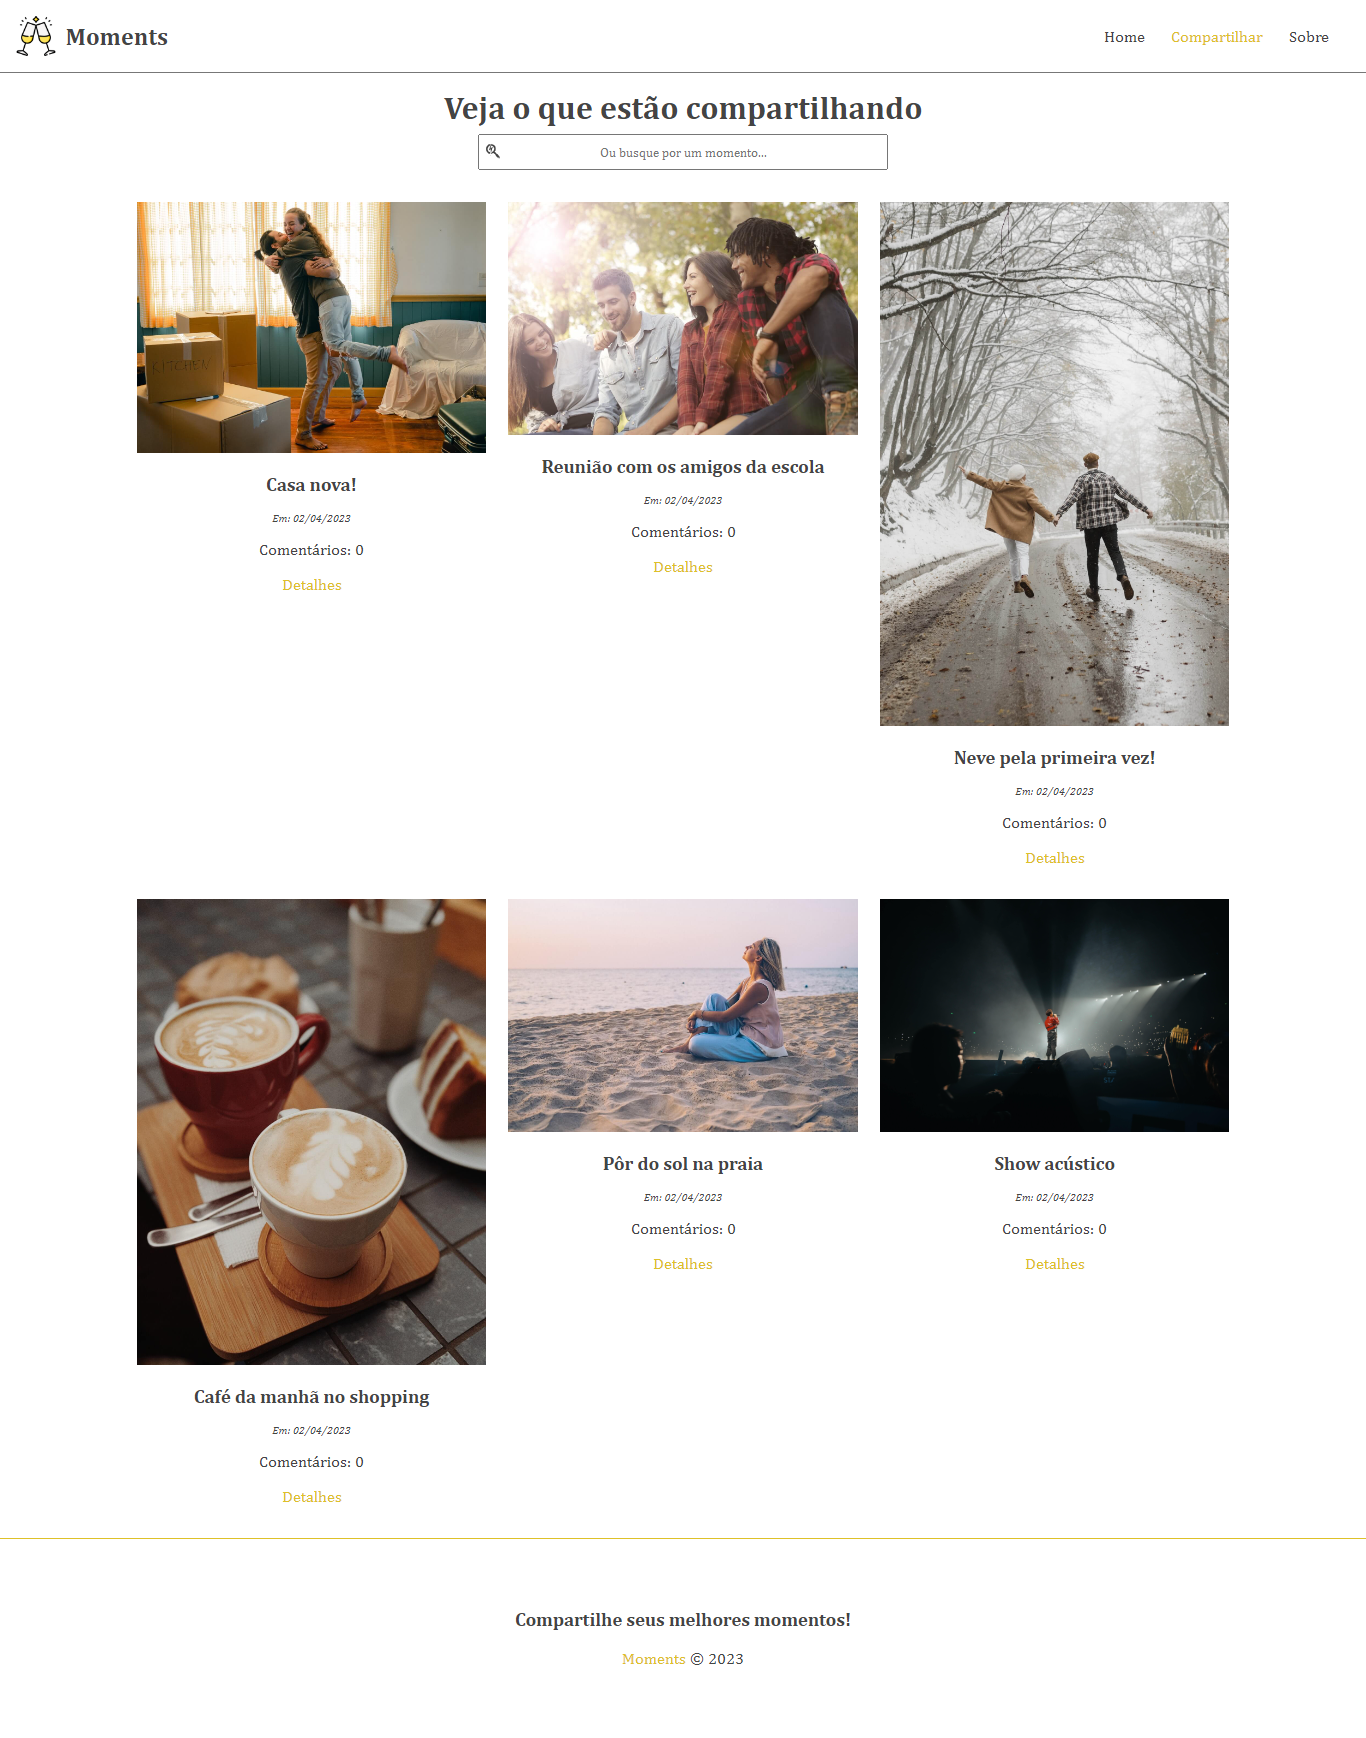 Moments
Home Compartilhar Sobre
Veja o que estão compartilhando
Ou busque por um momento...
KITCHEN
Casa nova!
Em: 02/04/2023
Comentários: 0
Detalhes
Reunião com os amigos da escola
Em: 02/04/2023
Comentários: 0
Detalhes
Neve pela primeira vez!
Em: 02/04/2023
Comentários: 0
Detalhes
Café da manhã no shopping
Em: 02/04/2023
Comentários: 0
Detalhes
Pôr do sol na praia
Em: 02/04/2023
Comentários: 0
Detalhes
Show acústico
Em: 02/04/2023
Comentários: 0
Detalhes
Compartilhe seus melhores momentos!
Moments © 2023